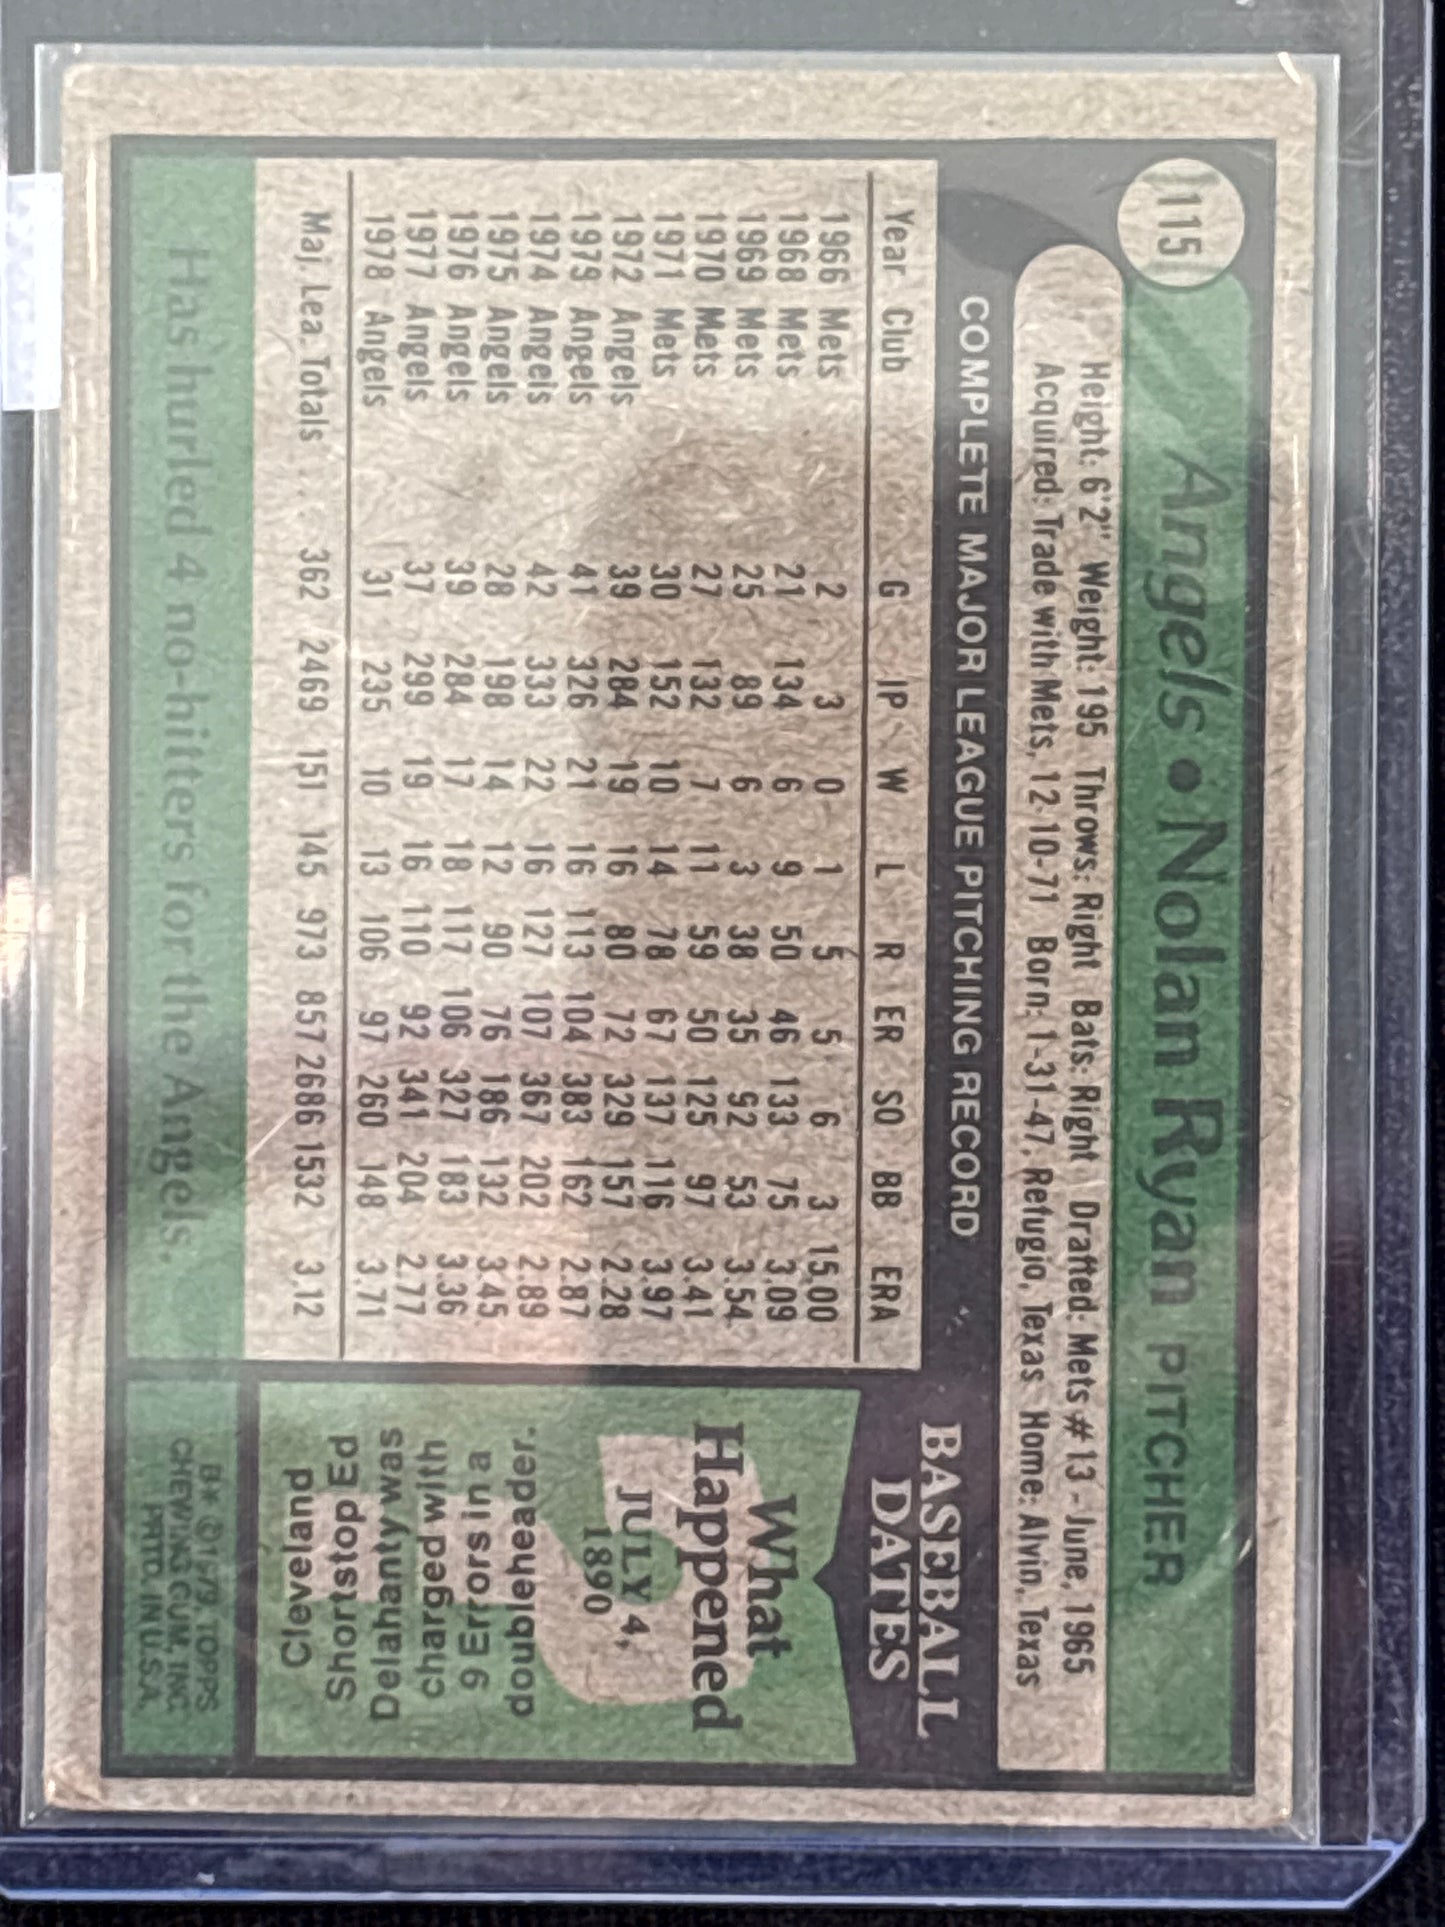 115
Angels • Nolan Ryan PITCHER
Height: 6'2" Weight: 195 Throws: Right Bats: Right Drafted: Mets #13 - June, 1965
Acquired: Trade with Mets, 12-10-71 Born: 1-31-47, Refugio, Texas Home: Alvin, Texas
COMPLETE MAJOR LEAGUE PITCHING RECORD
Year Club G IP W L R ER SO BB ERA
1966 Mets 2 3 0 1 5 5 6 3 15.00
1968 Mets 21 134 6 9 50 46 133 75 3.09
1969 Mets 25 89 6 3 38 35 92 53 3.54
1970 Mets 27 132 7 11 59 50 125 97 3.41
1971 Mets 30 152 10 14 78 67 137 116 3.97
1972 Angels 39 284 19 16 80 72 329 157 2.28
1979 Angels 41 326 21 16 113 104 383 162 2.87
1974 Angels 42 333 22 16 127 107 367 202 2.89
1975 Angels 28 198 14 12 90 76 186 132 3.45
1976 Angels 39 284 17 18 117 106 327 183 3.36
1977 Angels 37 299 19 16 110 92 341 204 2.77
1978 Angels 31 235 10 13 106 97 260 148 3.71
Maj. Lea. Totals . . . 362 2469 151 145 973 857 2686 1532 3.12
Has hurled 4 no-hitters for the Angels.
BASEBALL
DATES
What
Happened
JULY 4,
1890
Cleveland
Shortstop Ed
Delahanty was
charged with
9 Errors in a
doubleheader.
B* © 1979, TOPPS
CHEWING GUM, INC.
PRTD. IN U.S.A.